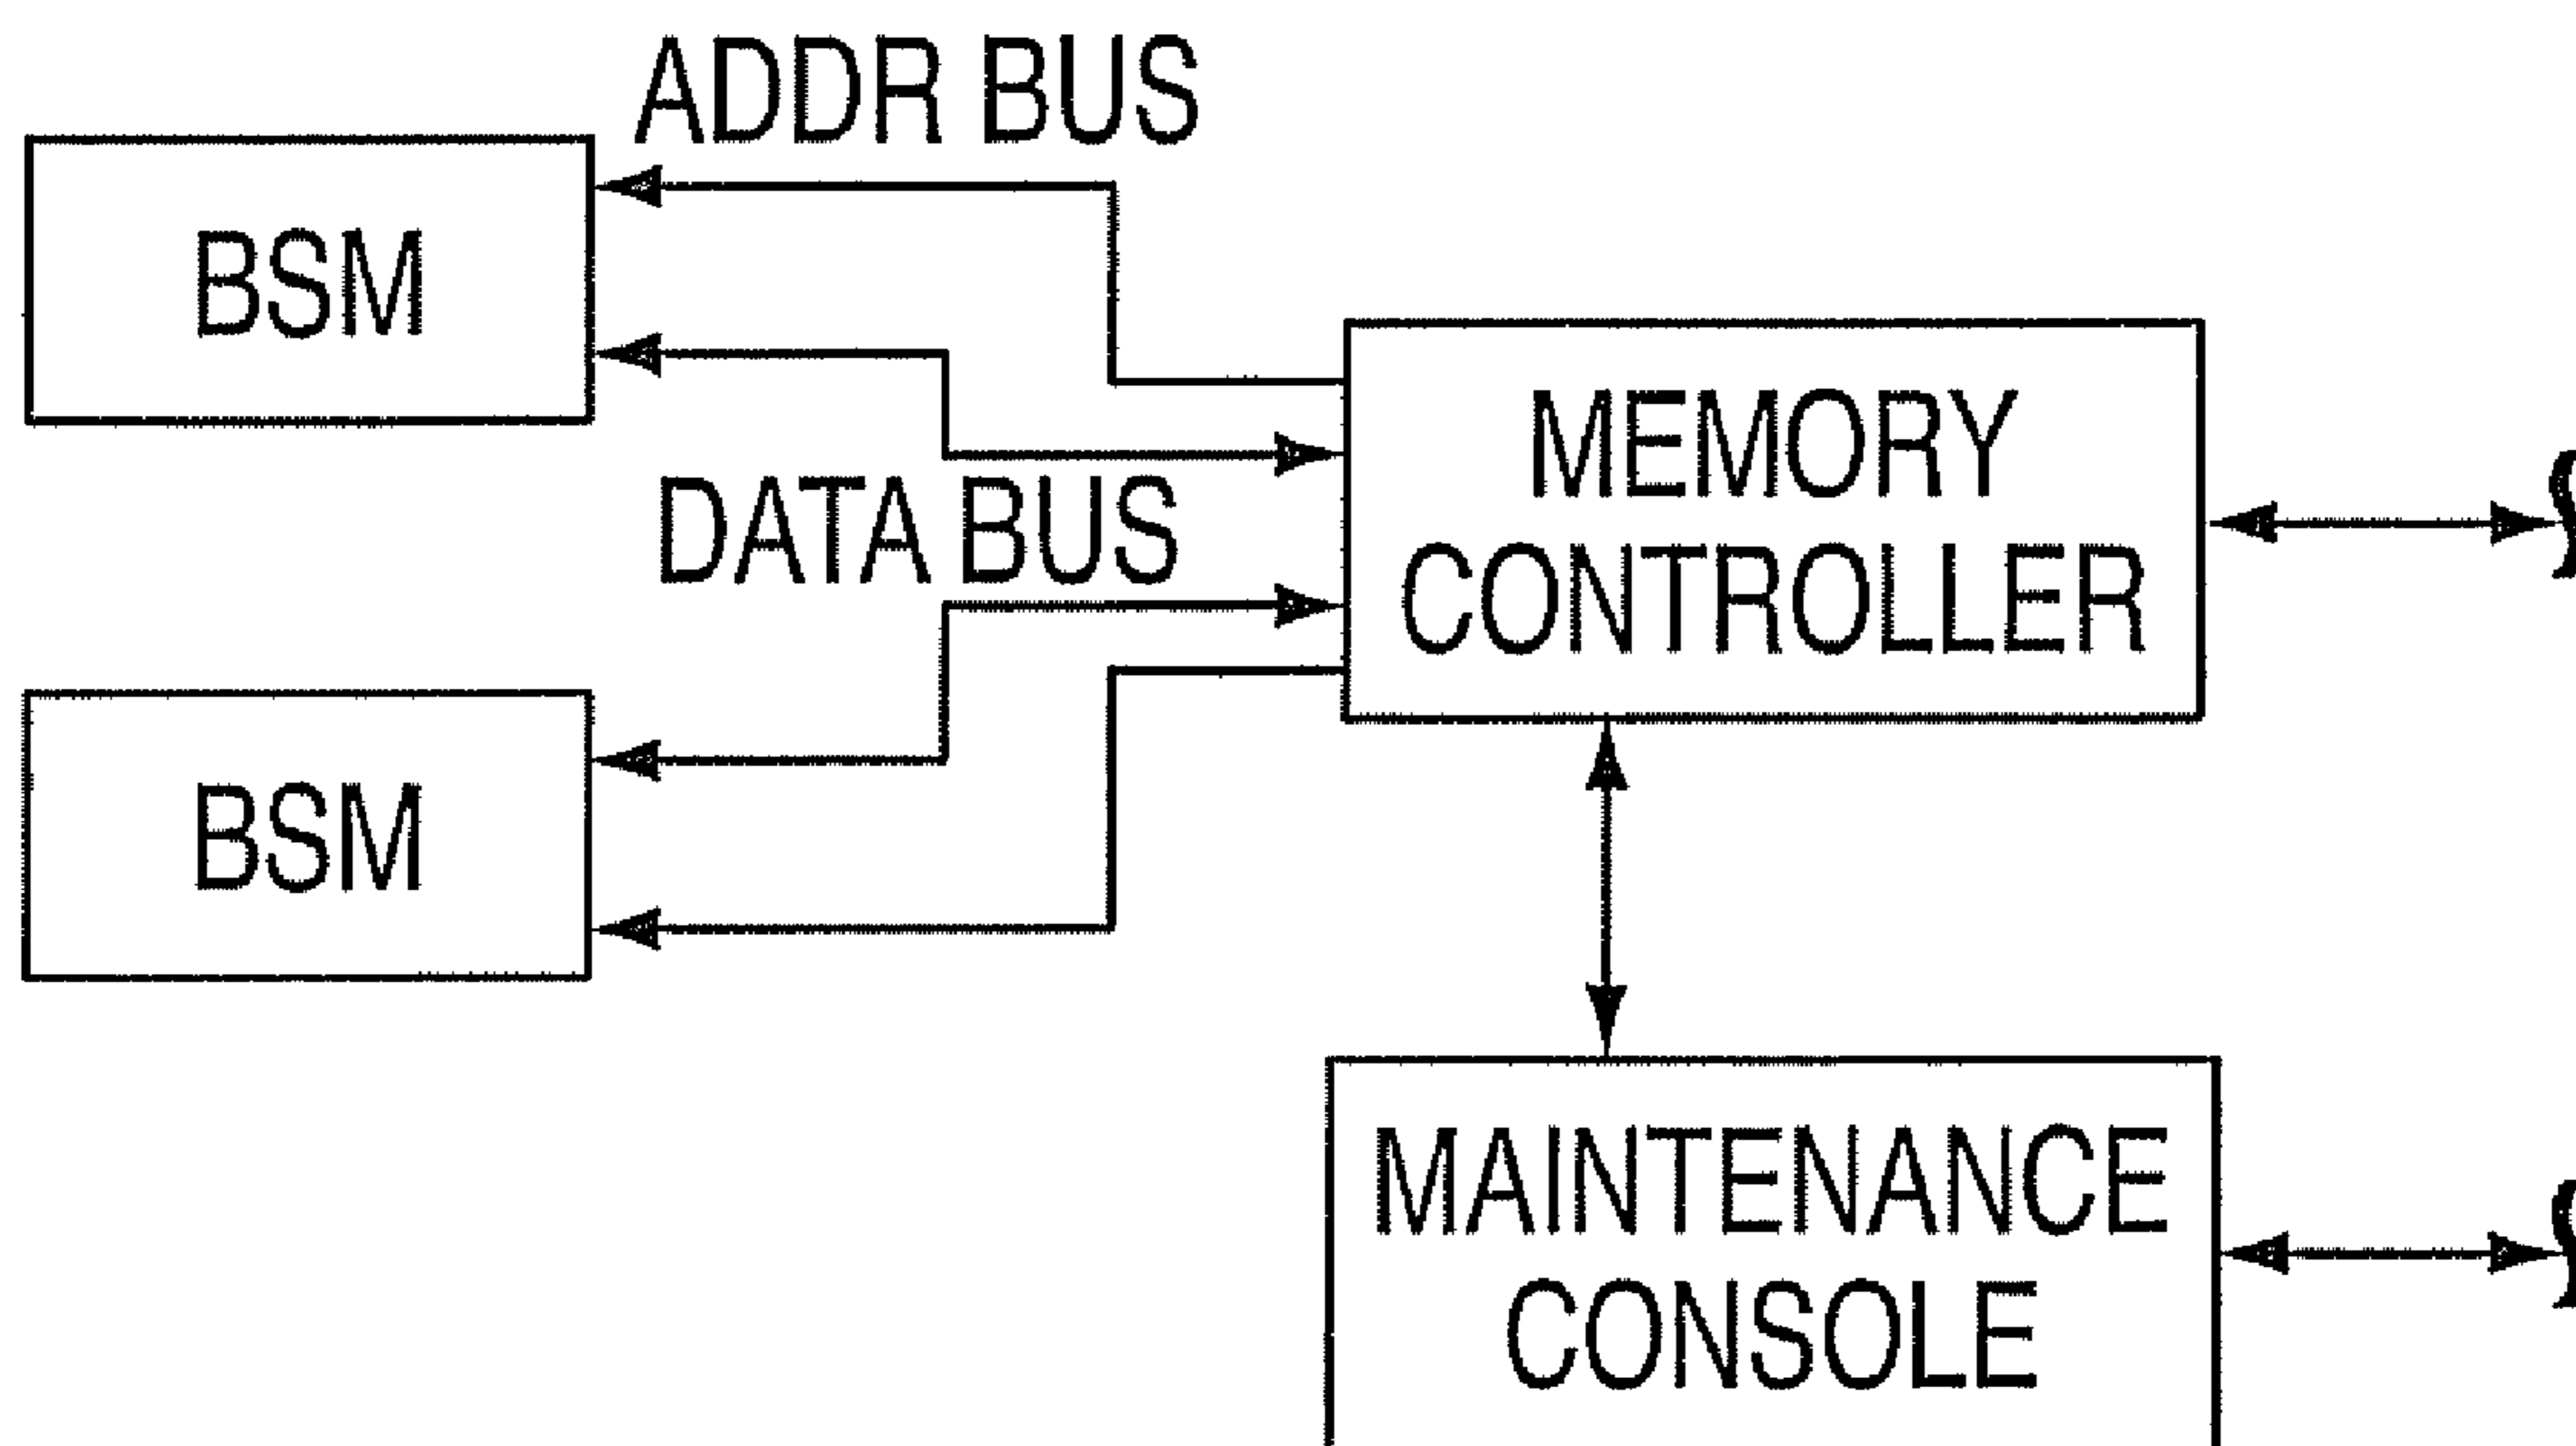 ADDR BUS
BSM
MEMORY
CONTROLLER
DATA BUS
BSM
MAINTENANCE
CONSOLE